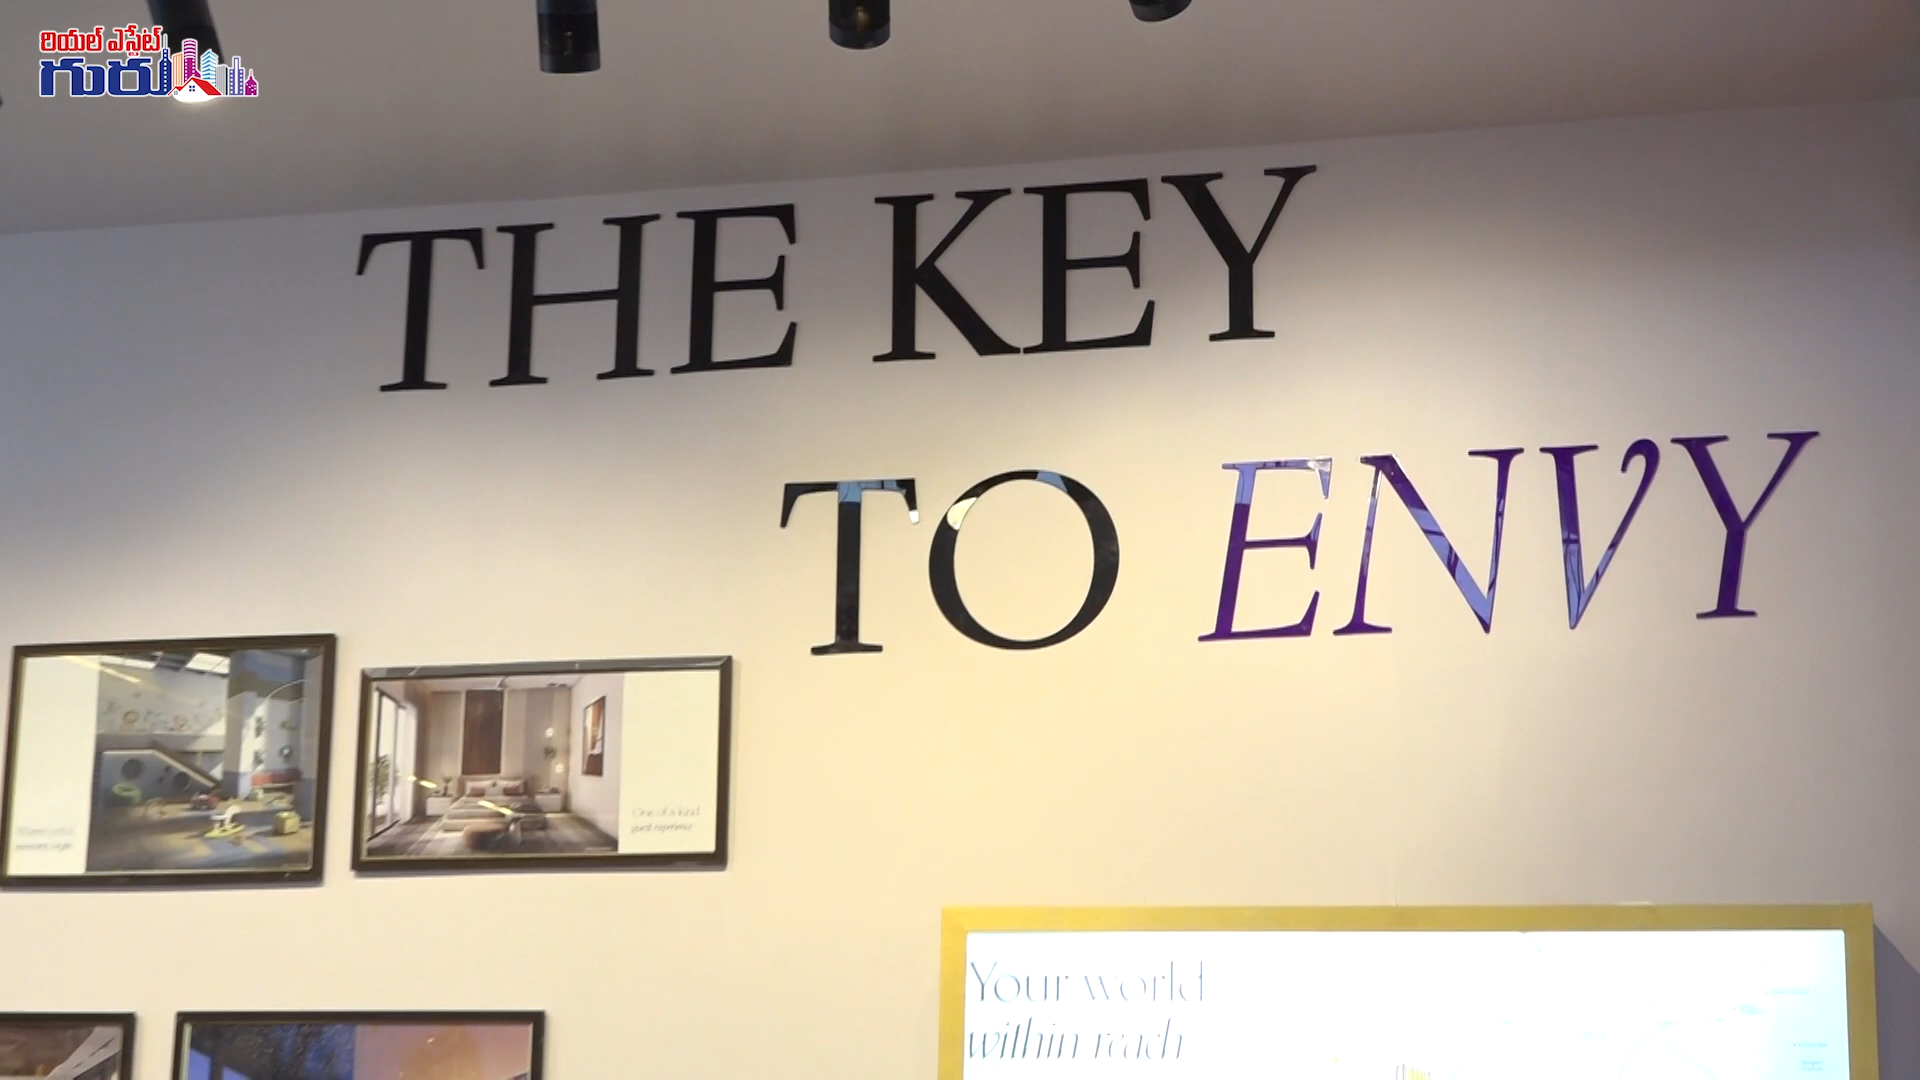 రియల్ ఎస్టేట్
గురు
THE KEY
TO ENVY
One of a kind
guest experience
Your world
within reach